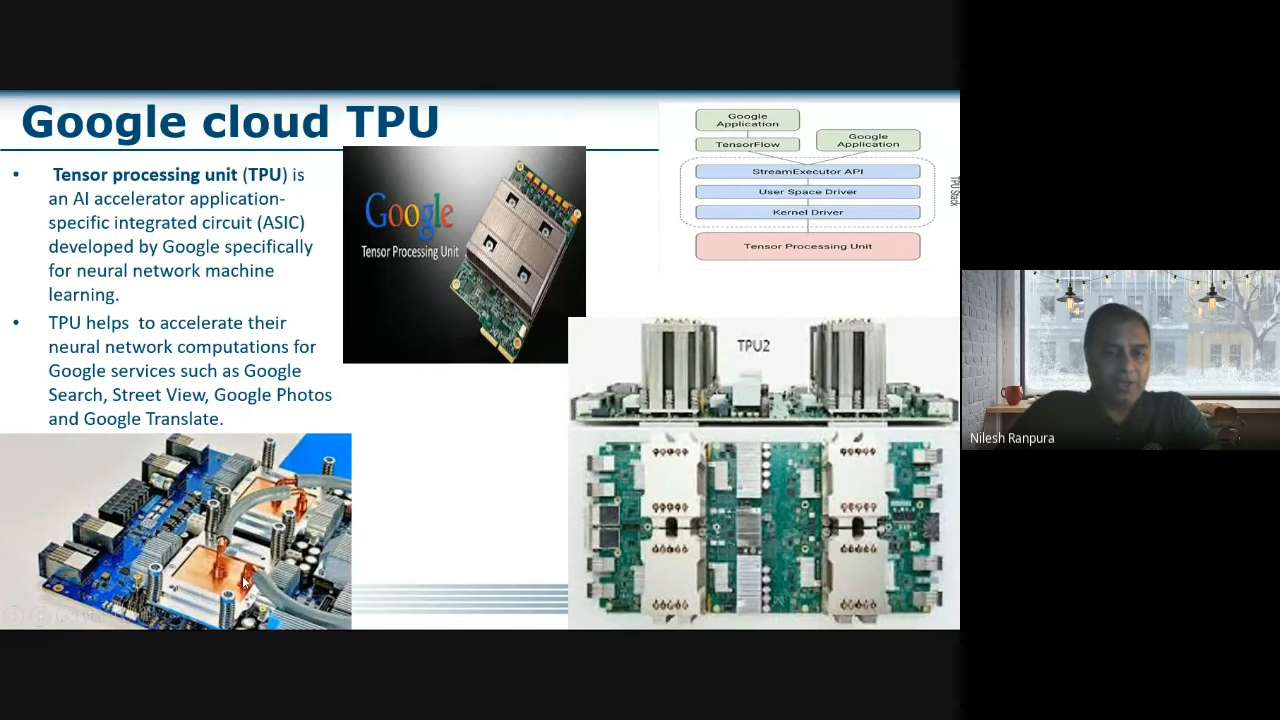 Google cloud TPU
• Tensor processing unit (TPU) is
an AI accelerator application-
specific integrated circuit (ASIC)
developed by Google specifically
for neural network machine
learning.
• TPU helps  to accelerate their
neural network computations for
Google services such as Google
Search, Street View, Google Photos
and Google Translate.
Google
Tensor Processing Unit
Google
Application
TensorFlow
Google
Application
StreamExecutor API
User Space Driver
Kernel Driver
Tensor Processing Unit
TPU Stack
TPU2
Nilesh Ranpura